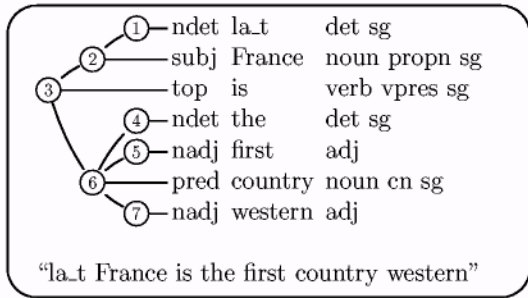 1 ndet la_t det sg
2 subj France noun propn sg
3 top is verb vpres sg
4 ndet the det sg
5 nadj first adj
6 pred country noun cn sg
7 nadj western adj
“la_t France is the first country western”